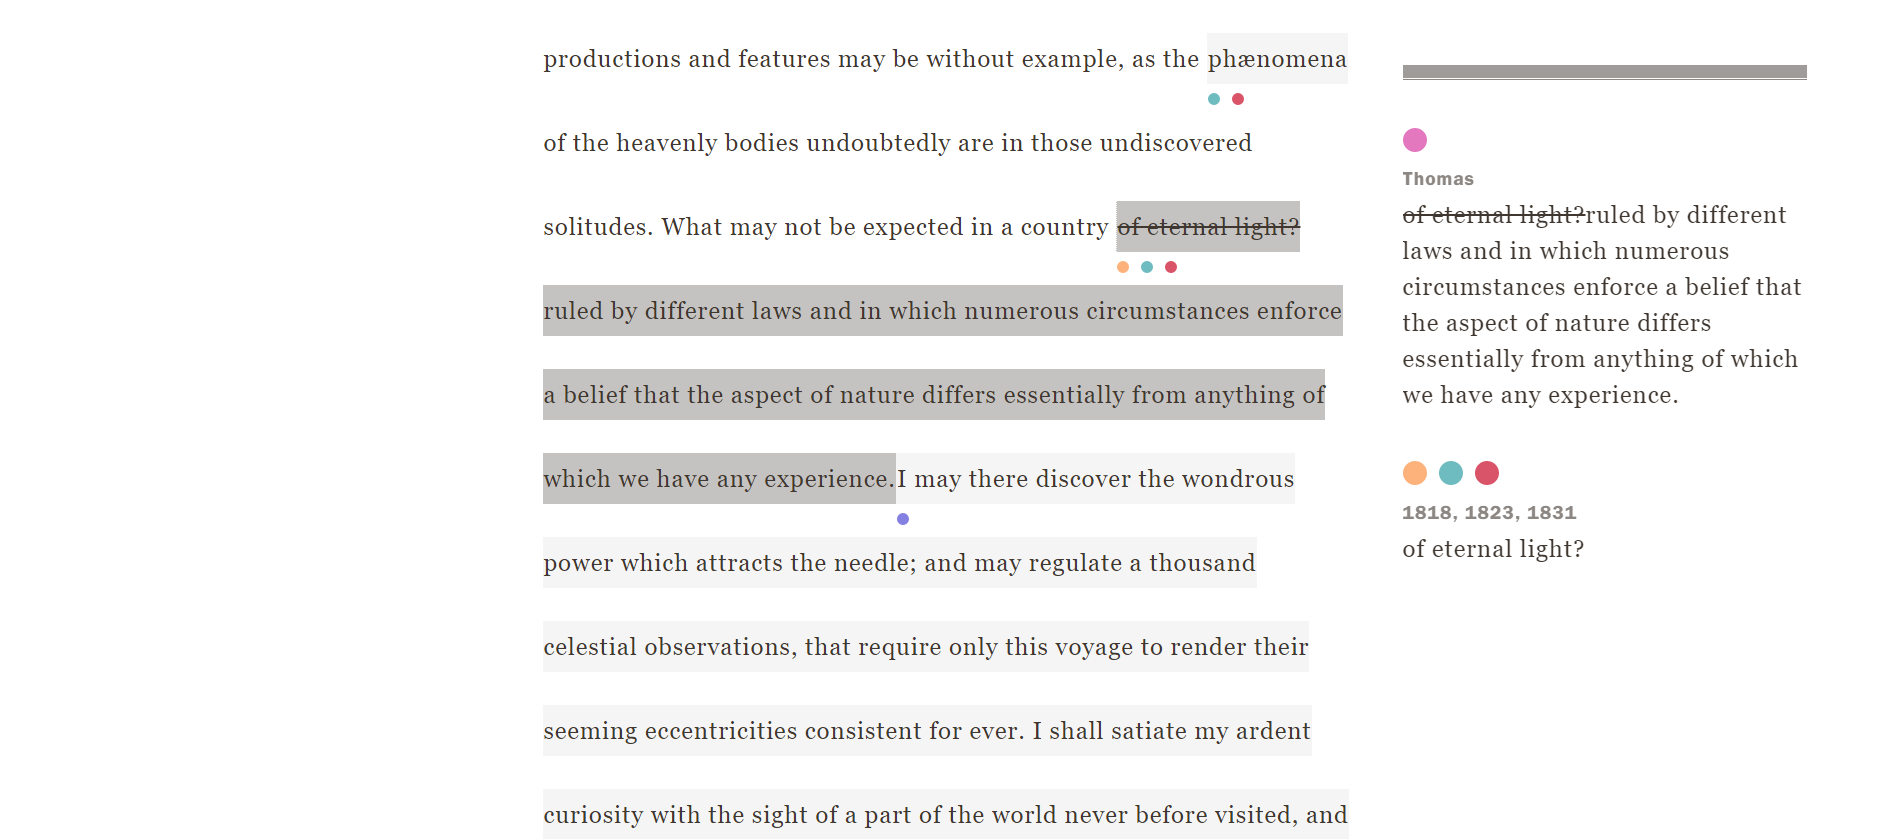 productions and features may be without example, as the phænomena
of the heavenly bodies undoubtedly are in those undiscovered
solitudes. What may not be expected in a country of eternal light?
ruled by different laws and in which numerous circumstances enforce
a belief that the aspect of nature differs essentially from anything of
which we have any experience.I may there discover the wondrous
power which attracts the needle; and may regulate a thousand
celestial observations, that require only this voyage to render their
seeming eccentricities consistent for ever. I shall satiate my ardent
curiosity with the sight of a part of the world never before visited, and
Thomas
of eternal light?ruled by different
laws and in which numerous
circumstances enforce a belief that
the aspect of nature differs
essentially from anything of which
we have any experience.
1818, 1823, 1831
of eternal light?